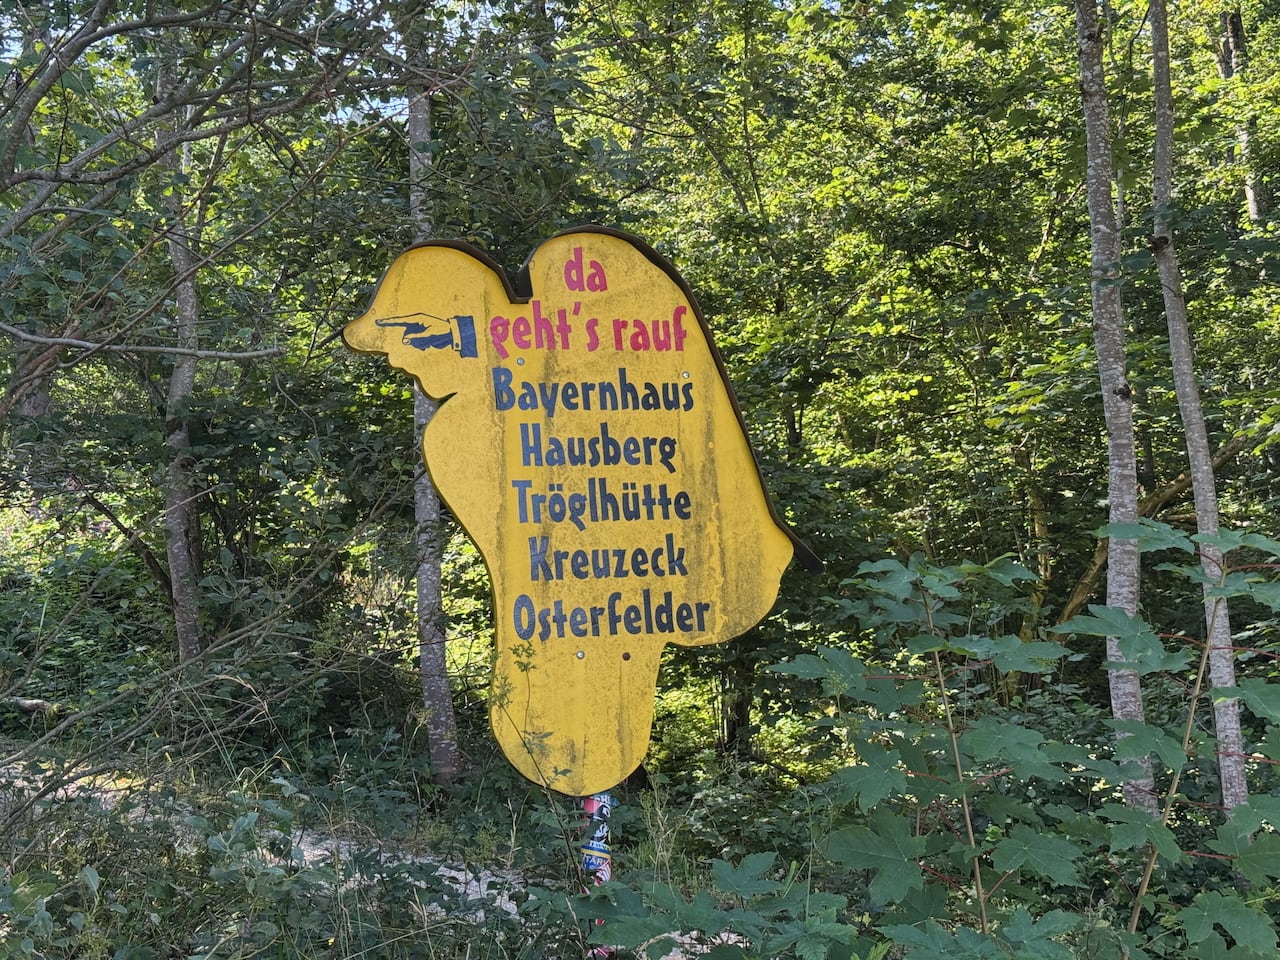 da
geht's rauf
Bayernhaus
Hausberg
Tröglhütte
Kreuzeck
Osterfelder